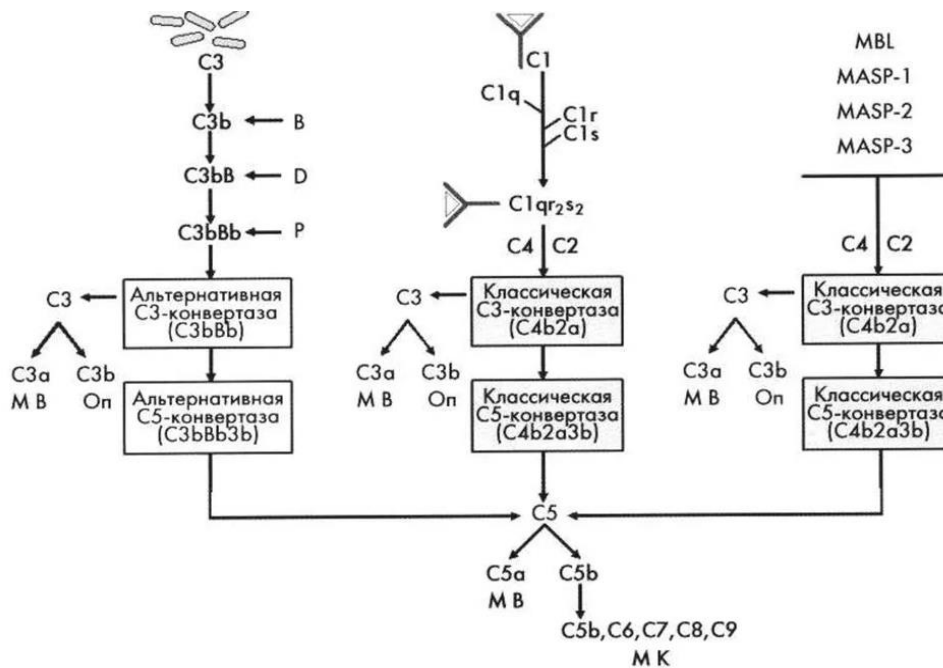 C3
C3b
B
C3bB
D
C3bBb
P
Альтернативная
С3-конвертаза
(C3bBb)
C3
C3a
C3b
М В
Оп
Альтернативная
С5-конвертаза
(C3bBb3b)
C1
C1q
C1r
C1s
C1qr₂s₂
C4
C2
Классическая
С3-конвертаза
(C4b2a)
C3
C3a
C3b
М В
Оп
Классическая
С5-конвертаза
(C4b2a3b)
MBL
MASP-1
MASP-2
MASP-3
C4
C2
Классическая
С3-конвертаза
(C4b2a)
C3
C3a
C3b
М В
Оп
Классическая
С5-конвертаза
(C4b2a3b)
C5
C5a
C5b
М В
C5b,C6,C7,C8,C9
М К